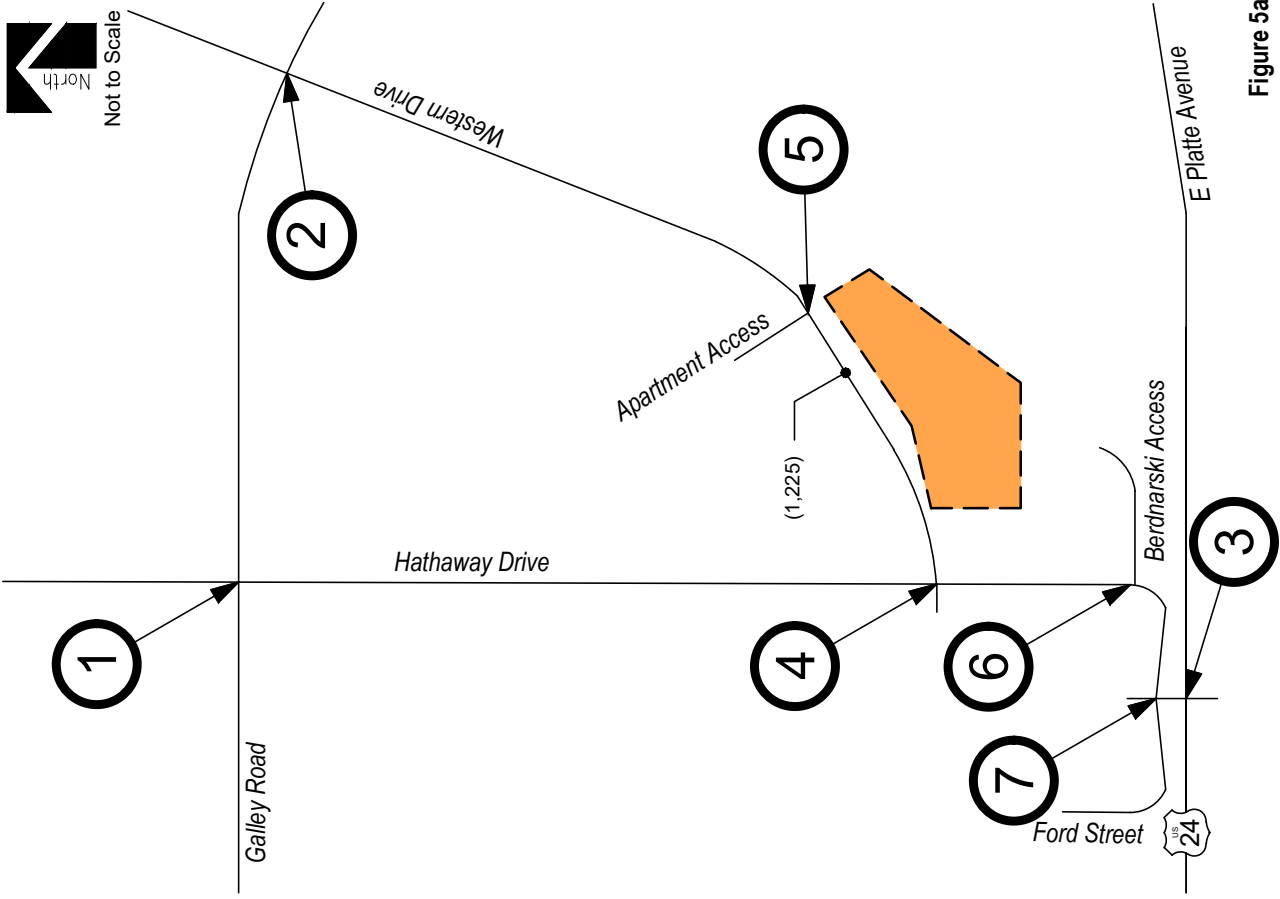 North
Not to Scale
2
Western Drive
5
Apartment Access
(1,225)
1
Hathaway Drive
4
6
7
3
Galley Road
Ford Street
US
24
Berdnarski Access
E Platte Avenue
Figure 5a